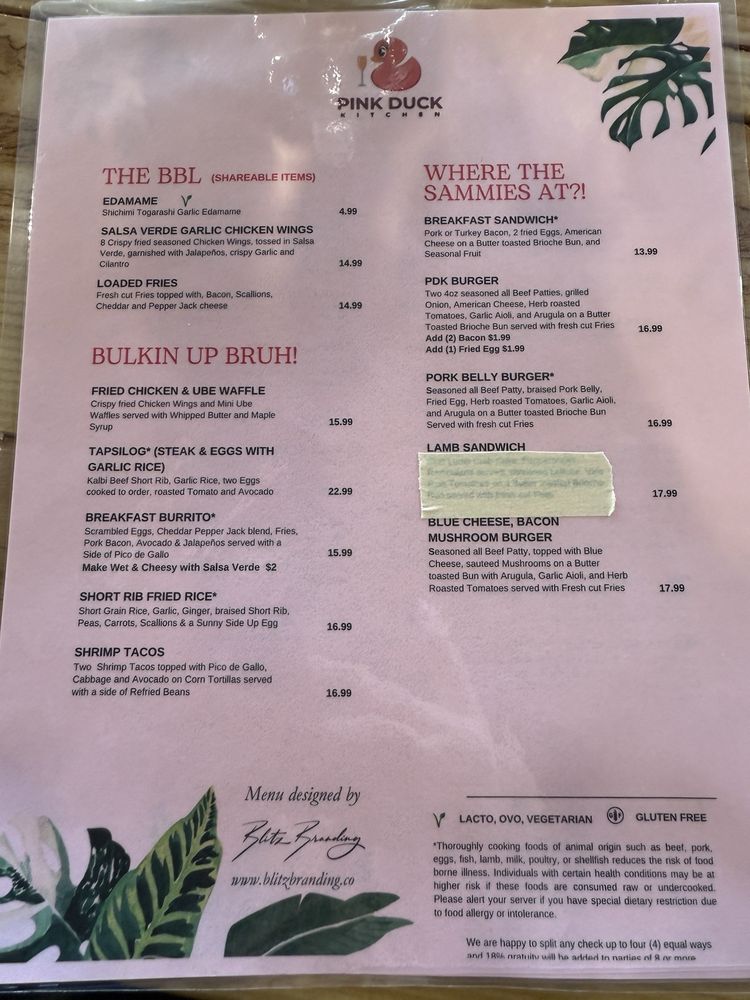 PINK DUCK
KITCHEN
THE BBL (SHAREABLE ITEMS)
EDAMAME
Shichimi Togarashi Garlic Edamame 4.99
SALSA VERDE GARLIC CHICKEN WINGS
8 Crispy fried seasoned Chicken Wings, tossed in Salsa
Verde, garnished with Jalapeños, crispy Garlic and
Cilantro 14.99
LOADED FRIES
Fresh cut Fries topped with, Bacon, Scallions,
Cheddar and Pepper Jack cheese 14.99
BULKIN UP BRUH!
FRIED CHICKEN & UBE WAFFLE
Crispy fried Chicken Wings and Mini Ube
Waffles served with Whipped Butter and Maple
Syrup 15.99
TAPSILOG* (STEAK & EGGS WITH
GARLIC RICE)
Kalbi Beef Short Rib, Garlic Rice, two Eggs
cooked to order, roasted Tomato and Avocado 22.99
BREAKFAST BURRITO*
Scrambled Eggs, Cheddar Pepper Jack blend, Fries,
Pork Bacon, Avocado & Jalapeños served with a
Side of Pico de Gallo 15.99
Make Wet & Cheesy with Salsa Verde $2
SHORT RIB FRIED RICE*
Short Grain Rice, Garlic, Ginger, braised Short Rib,
Peas, Carrots, Scallions & a Sunny Side Up Egg 16.99
SHRIMP TACOS
Two Shrimp Tacos topped with Pico de Gallo,
Cabbage and Avocado on Corn Tortillas served
with a side of Refried Beans 16.99
WHERE THE
SAMMIES AT?!
BREAKFAST SANDWICH*
Pork or Turkey Bacon, 2 fried Eggs, American
Cheese on a Butter toasted Brioche Bun, and
Seasonal Fruit 13.99
PDK BURGER
Two 4oz seasoned all Beef Patties, grilled
Onion, American Cheese, Herb roasted
Tomatoes, Garlic Aioli, and Arugula on a Butter
Toasted Brioche Bun served with fresh cut Fries 16.99
Add (2) Bacon $1.99
Add (1) Fried Egg $1.99
PORK BELLY BURGER*
Seasoned all Beef Patty, braised Pork Belly,
Fried Egg, Herb roasted Tomatoes, Garlic Aioli,
and Arugula on a Butter toasted Brioche Bun
Served with fresh cut Fries 16.99
LAMB SANDWICH
17.99
BLUE CHEESE, BACON
MUSHROOM BURGER
Seasoned all Beef Patty, topped with Blue
Cheese, sauteed Mushrooms on a Butter
toasted Bun with Arugula, Garlic Aioli, and Herb
Roasted Tomatoes served with Fresh cut Fries 17.99
Menu designed by
Blitz Branding
www.blitzbranding.co
LACTO, OVO, VEGETARIAN GF GLUTEN FREE
*Thoroughly cooking foods of animal origin such as beef, pork,
eggs, fish, lamb, milk, poultry, or shellfish reduces the risk of food
borne illness. Individuals with certain health conditions may be at
higher risk if these foods are consumed raw or undercooked.
Please alert your server if you have special dietary restriction due
to food allergy or intolerance.
We are happy to split any check up to four (4) equal ways
and 18% gratuity will be added to parties of 8 or more